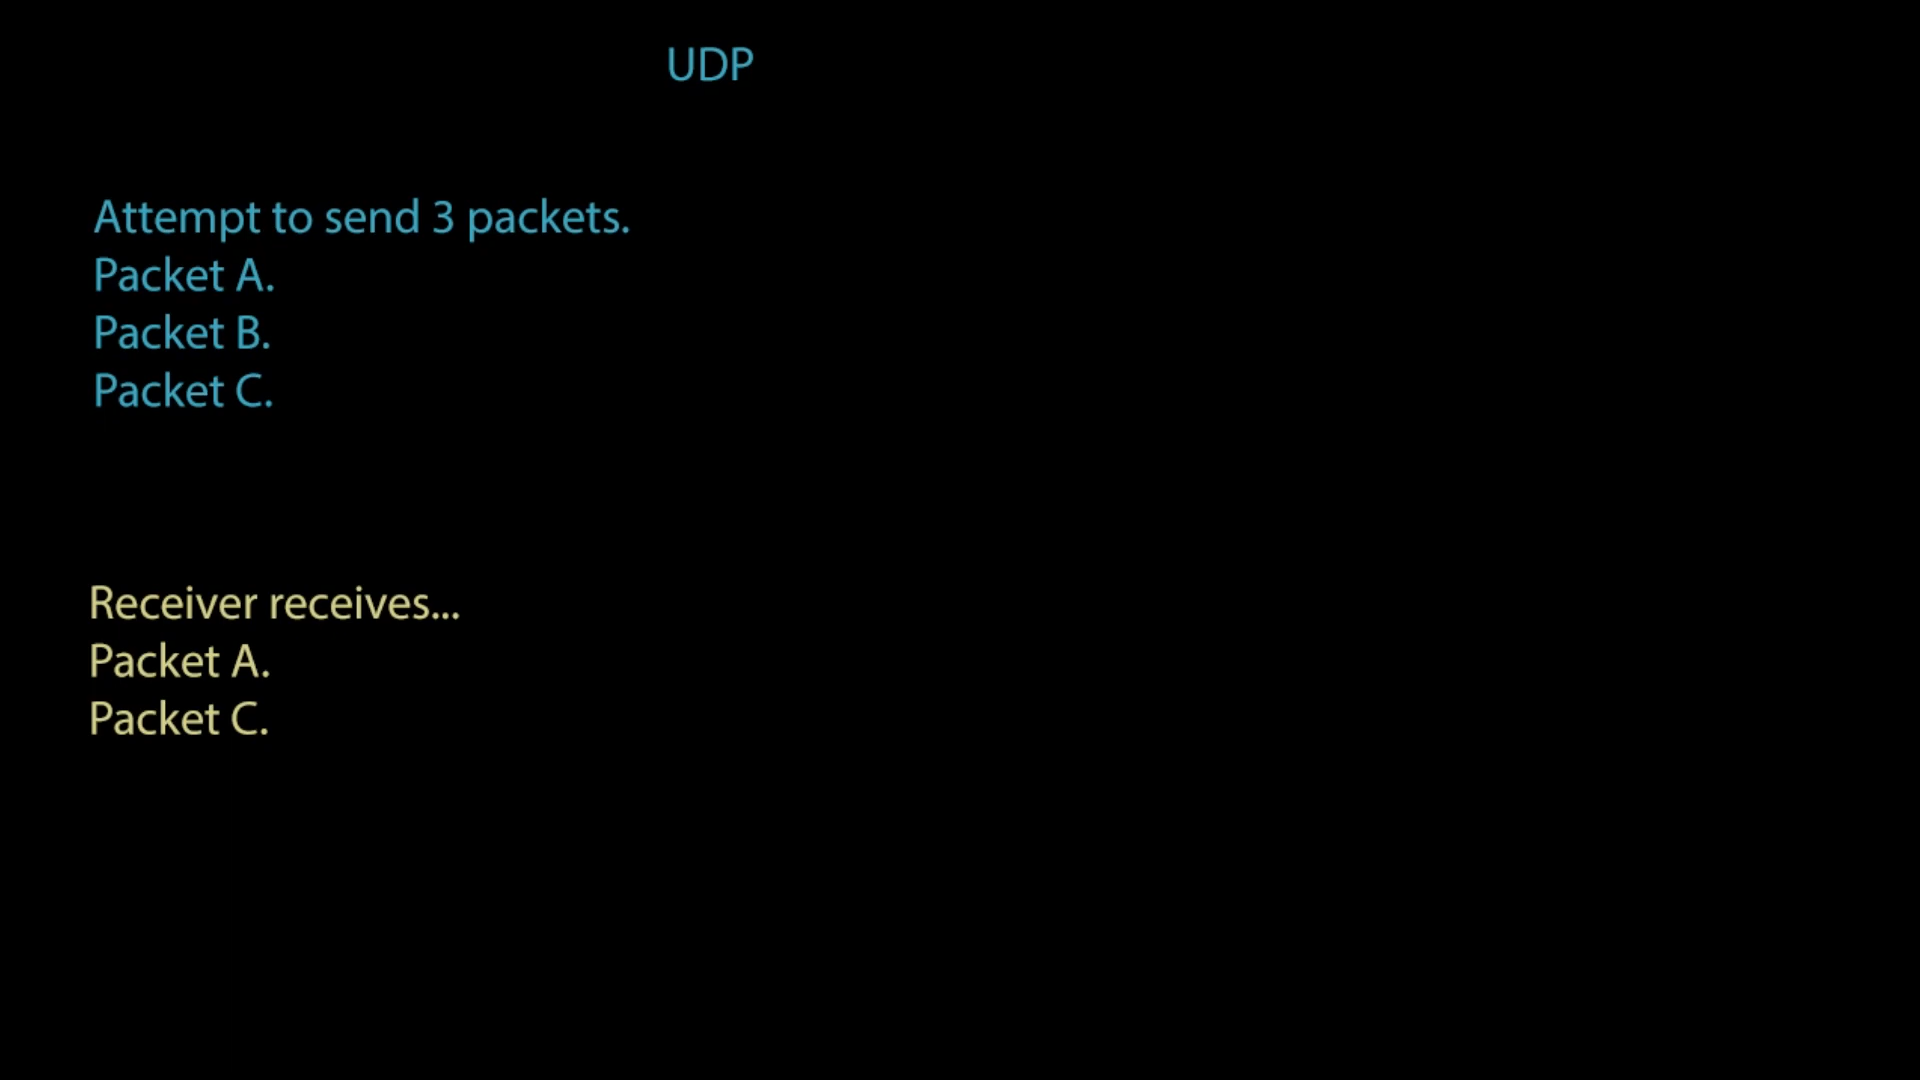 UDP
Attempt to send 3 packets.
Packet A.
Packet B.
Packet C.
Receiver receives...
Packet A.
Packet C.